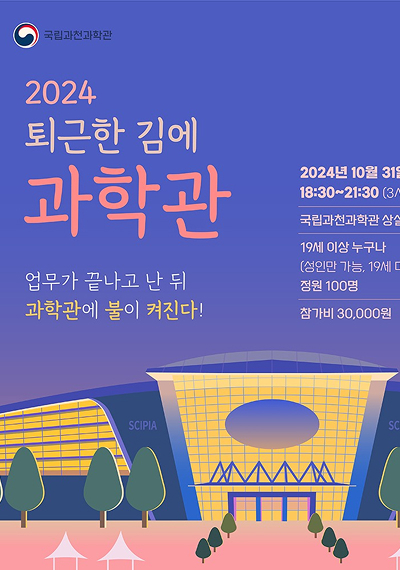 국립과천과학관
2024
퇴근한 김에
과학관
2024년 10월 31일
18:30~21:30
국립과천과학관
19세 이상 누구나
(성인만 가능, 19세
정원 100명
참가비 30,000원
업무가 끝나고 난 뒤
과학관에 불이 켜진다!
SCIPIA